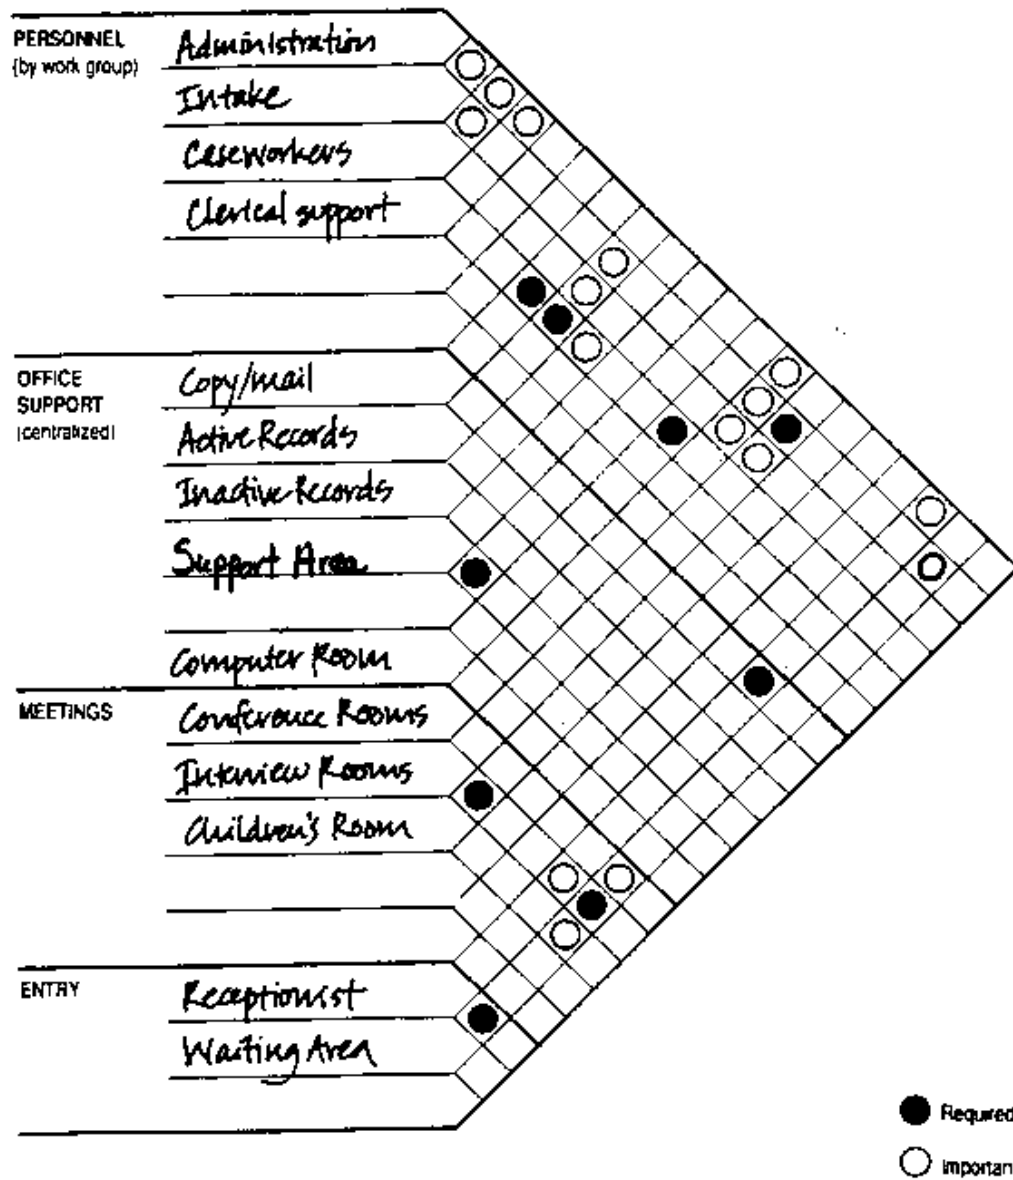 PERSONNEL
(by work group)
Administration
Intake
Caseworkers
Clerical support
OFFICE
SUPPORT
(centralized)
Copy/mail
Active Records
Inactive Records
Support Area
Computer Room
MEETINGS
Conference Rooms
Interview Rooms
Children's Room
ENTRY
Receptionist
Waiting Area
Required
Importan